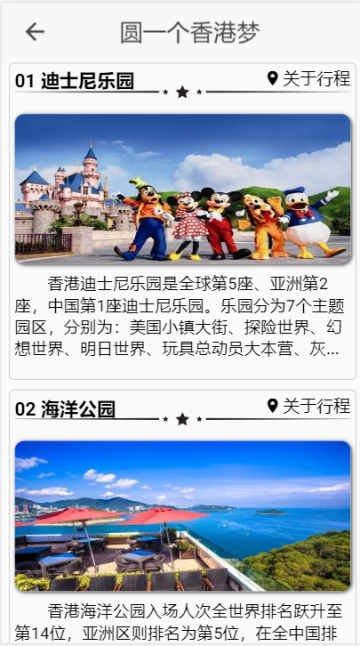 圆一个香港梦
01 迪士尼乐园
关于行程
香港迪士尼乐园是全球第5座、亚洲第2
座，中国第1座迪士尼乐园。乐园分为7个主题
园区，分别为：美国小镇大街、探险世界、幻
想世界、明日世界、玩具总动员大本营、灰...
02 海洋公园
关于行程
香港海洋公园入场人次全世界排名跃升至
第14位，亚洲区则排名为第5位，在全中国排